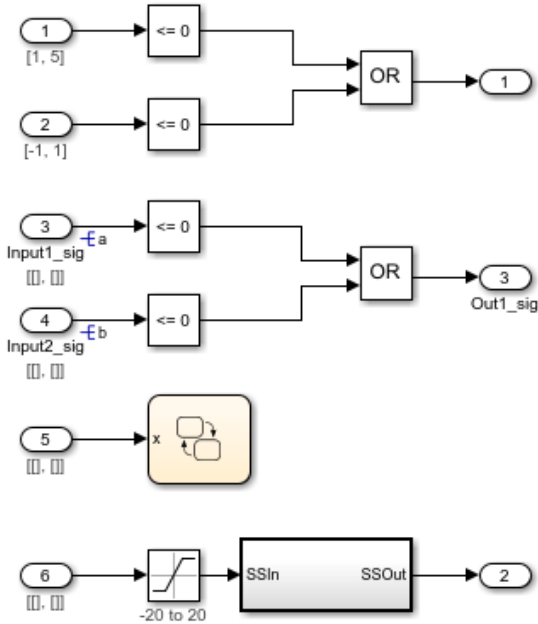 1
<= 0
[1, 5]
OR
1
2
<= 0
[-1, 1]
3
<= 0
a
Input1_sig
[[], []]
OR
3
Out1_sig
4
<= 0
b
Input2_sig
[[], []]
5
x
[[], []]
6
SSIn
SSOut
2
[[], []]
-20 to 20